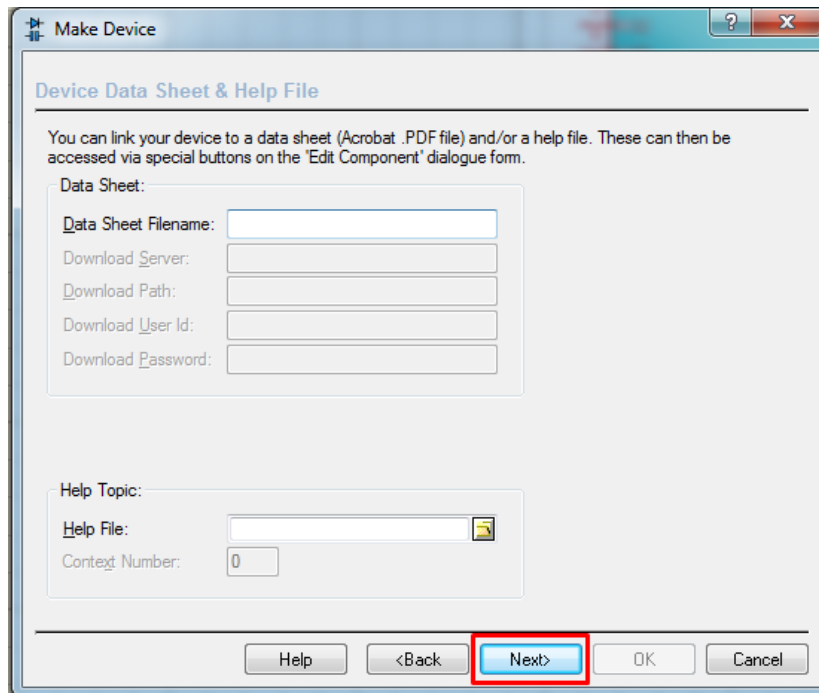 Make Device
Device Data Sheet & Help File
You can link your device to a data sheet (Acrobat .PDF file) and/or a help file. These can then be
accessed via special buttons on the 'Edit Component' dialogue form.
Data Sheet:
Data Sheet Filename:
Download Server:
Download Path:
Download User Id:
Download Password:
Help Topic:
Help File:
Context Number: 0
Help <Back Next> OK Cancel